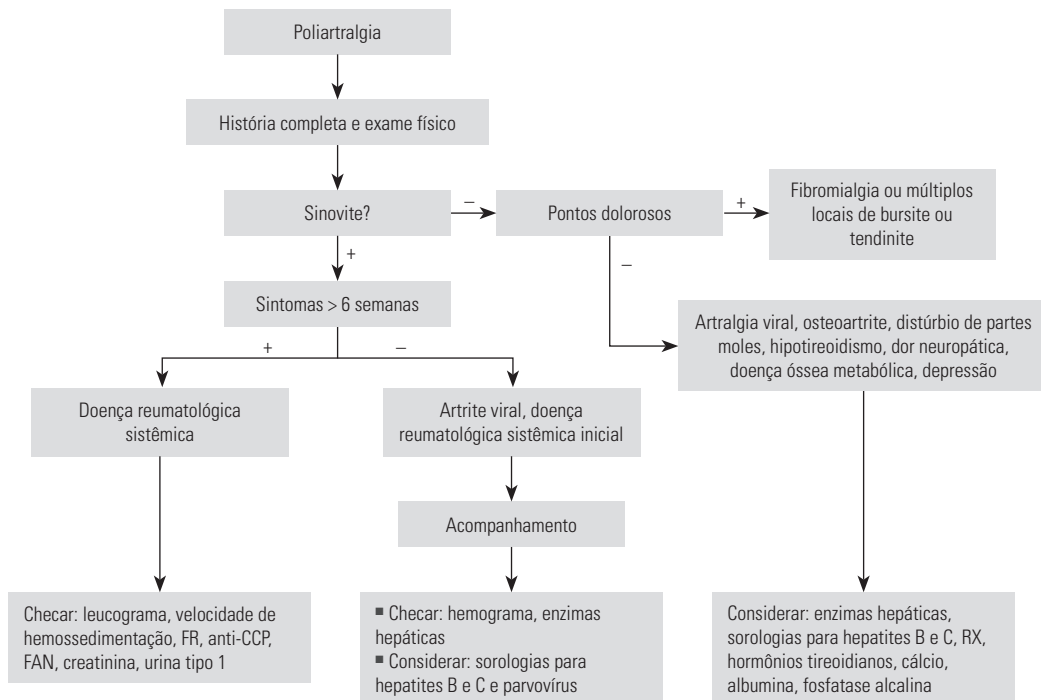 Poliartralgia
História completa e exame físico
Sinovite?
–
Pontos dolorosos
+
Fibromialgia ou múltiplos
locais de bursite ou
tendinite
+
–
Sintomas > 6 semanas
Artralgia viral, osteoartrite, distúrbio de partes
moles, hipotireoidismo, dor neuropática,
doença óssea metabólica, depressão
+
–
Doença reumatológica
sistêmica
Artrite viral, doença
reumatológica sistêmica inicial
Acompanhamento
Checar: leucograma, velocidade de
hemossedimentação, FR, anti-CCP,
FAN, creatinina, urina tipo 1
▪ Checar: hemograma, enzimas
hepáticas
▪ Considerar: sorologias para
hepatites B e C e parvovírus
Considerar: enzimas hepáticas,
sorologias para hepatites B e C, RX,
hormônios tireoidianos, cálcio,
albumina, fosfatase alcalina